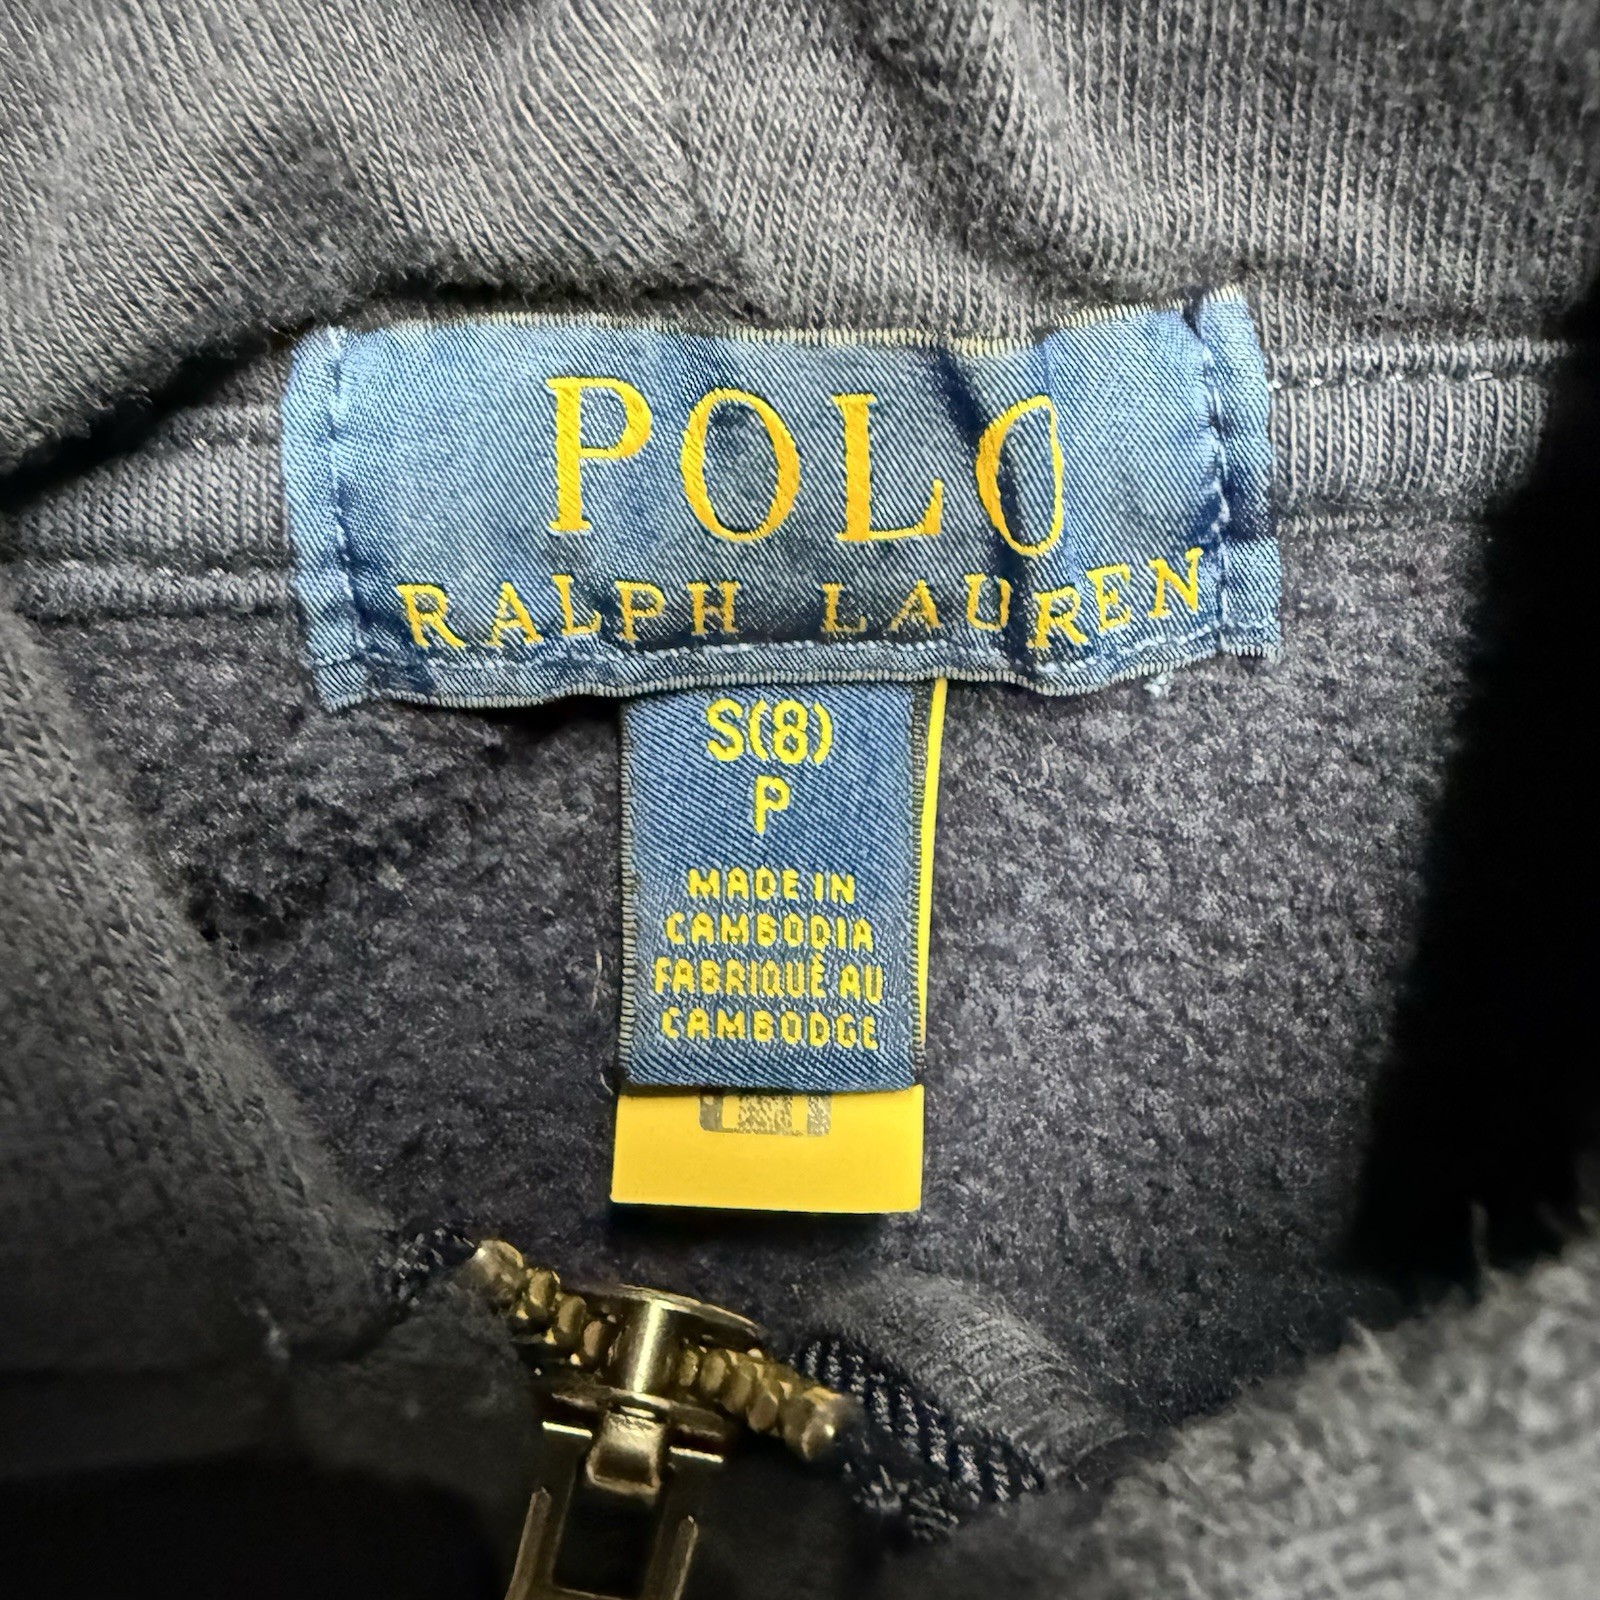 POLO
RALPH LAUREN
S(8)
P
MADE IN
CAMBODIA
FABRIQUÉ AU
CAMBODGE